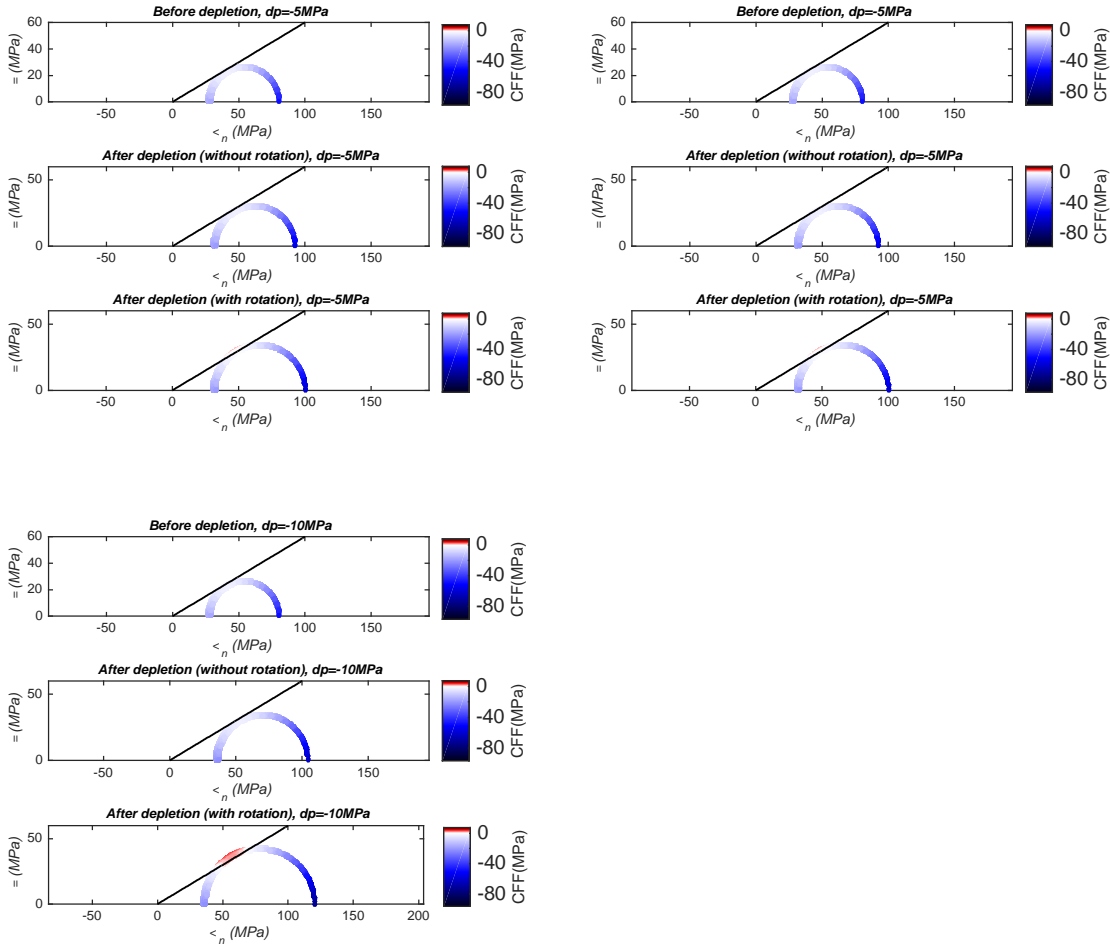 Before depletion, dp=-5MPa
60
40
20
0
= (MPa)
-50 0 50 100 150
<n (MPa)
0
-40
-80
CFF(MPa)
After depletion (without rotation), dp=-5MPa
50
0
= (MPa)
-50 0 50 100 150
<n (MPa)
0
-40
-80
CFF(MPa)
After depletion (with rotation), dp=-5MPa
50
0
= (MPa)
-50 0 50 100 150
<n (MPa)
0
-40
-80
CFF(MPa)
Before depletion, dp=-5MPa
60
40
20
0
= (MPa)
-50 0 50 100 150
<n (MPa)
0
-40
-80
CFF(MPa)
After depletion (without rotation), dp=-5MPa
50
0
= (MPa)
-50 0 50 100 150
<n (MPa)
0
-40
-80
CFF(MPa)
After depletion (with rotation), dp=-5MPa
50
0
= (MPa)
-50 0 50 100 150
<n (MPa)
0
-40
-80
CFF(MPa)
Before depletion, dp=-10MPa
60
40
20
0
= (MPa)
-50 0 50 100 150
<n (MPa)
0
-40
-80
CFF(MPa)
After depletion (without rotation), dp=-10MPa
50
0
= (MPa)
-50 0 50 100 150
<n (MPa)
0
-40
-80
CFF(MPa)
After depletion (with rotation), dp=-10MPa
50
0
= (MPa)
-50 0 50 100 150 200
<n (MPa)
0
-40
-80
CFF(MPa)